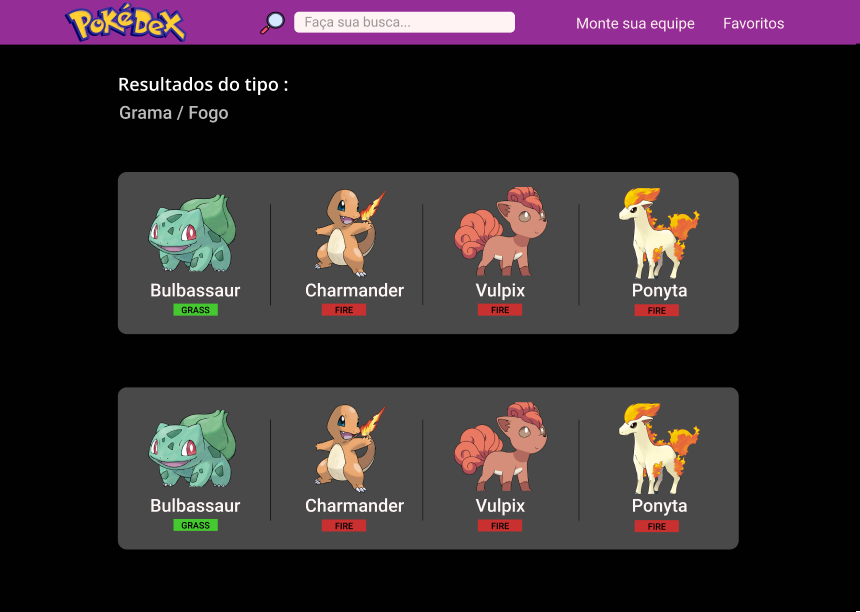 PokéDex
Faça sua busca...
Monte sua equipe
Favoritos
Resultados do tipo :
Grama / Fogo
Bulbassaur
Charmander
Vulpix
Ponyta
GRASS
FIRE
FIRE
FIRE
Bulbassaur
Charmander
Vulpix
Ponyta
GRASS
FIRE
FIRE
FIRE